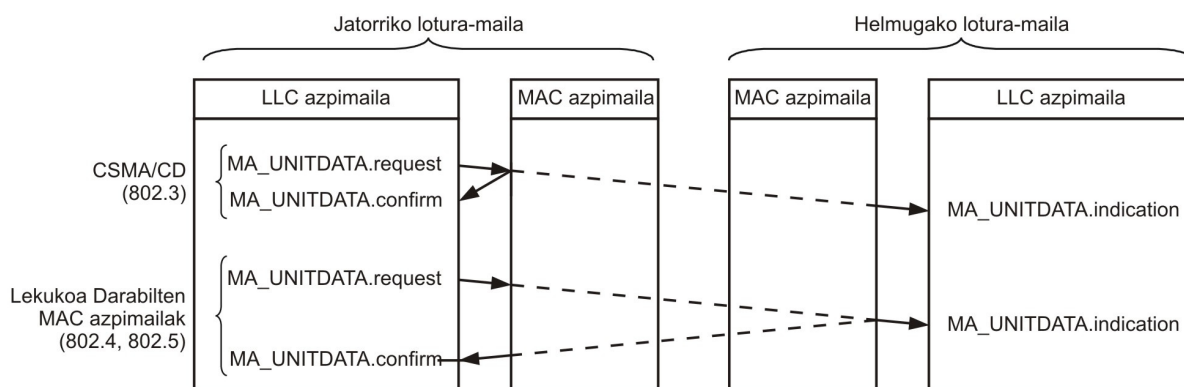 Jatorriko lotura-maila
Helmugako lotura-maila
LLC azpimaila
MAC azpimaila
MAC azpimaila
LLC azpimaila
CSMA/CD
(802.3)
MA_UNITDATA.request
MA_UNITDATA.confirm
MA_UNITDATA.indication
Lekukoa Darabilten
MAC azpimailak
(802.4, 802.5)
MA_UNITDATA.request
MA_UNITDATA.confirm
MA_UNITDATA.indication